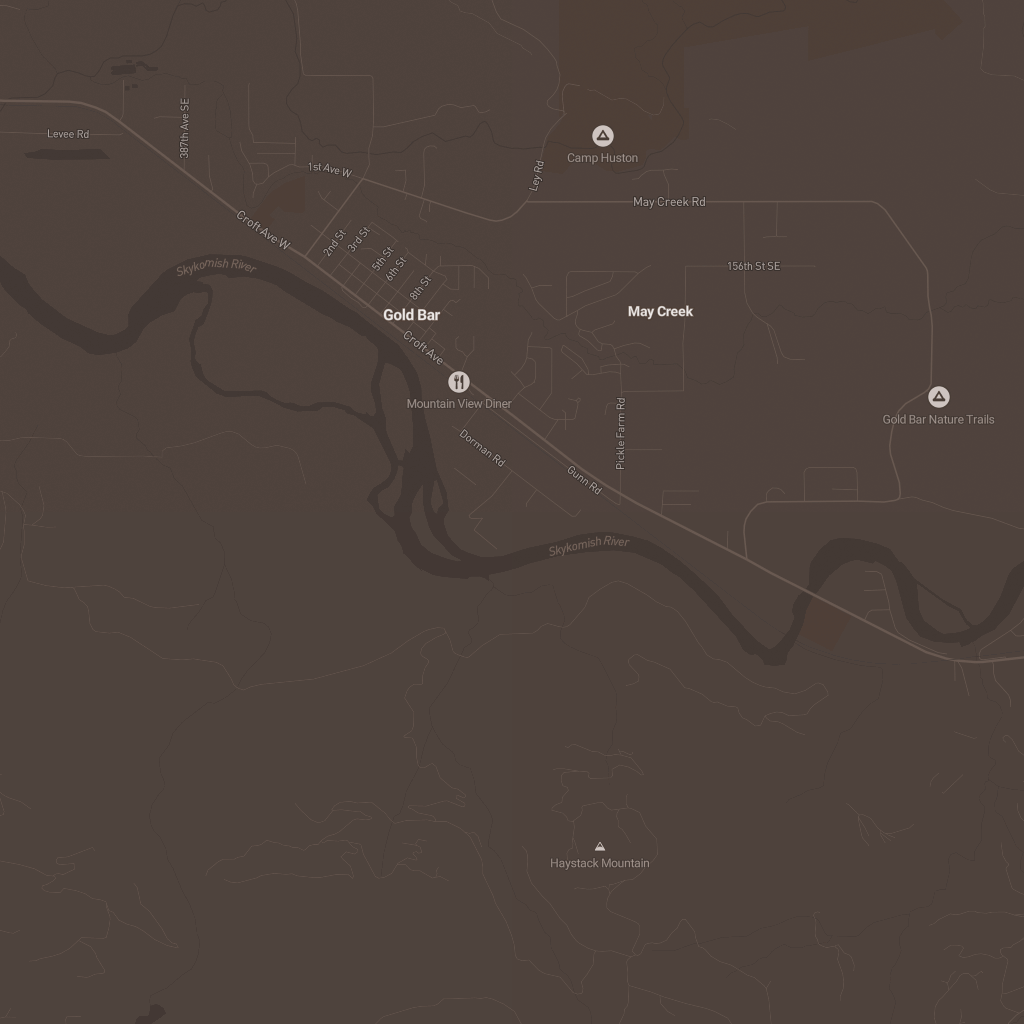 Levee Rd
387th Ave SE
1st Ave W
Ley Rd
Camp Huston
May Creek Rd
Croft Ave W
2nd St
3rd St
5th St
6th St
8th St
Skykomish River
156th St SE
Gold Bar
May Creek
Croft Ave
Mountain View Diner
Gold Bar Nature Trails
Pickle Farm Rd
Dorman Rd
Gunn Rd
Skykomish River
Haystack Mountain